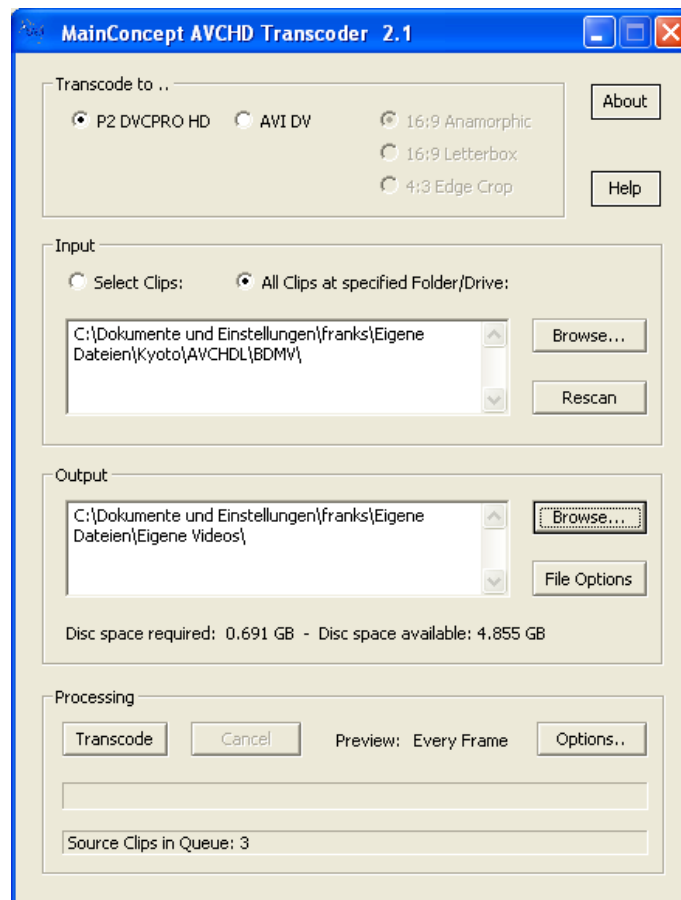 MainConcept AVCHD Transcoder 2.1
Transcode to ..
P2 DVCPRO HD
AVI DV
16:9 Anamorphic
16:9 Letterbox
4:3 Edge Crop
About
Help
Input
Select Clips:
All Clips at specified Folder/Drive:
C:\Dokumente und Einstellungen\franks\Eigene
Dateien\Kyoto\AVCHDL\BDMV\
Browse...
Rescan
Output
C:\Dokumente und Einstellungen\franks\Eigene
Dateien\Eigene Videos\
Browse...
File Options
Disc space required: 0.691 GB - Disc space available: 4.855 GB
Processing
Transcode
Cancel
Preview: Every Frame
Options..
Source Clips in Queue: 3